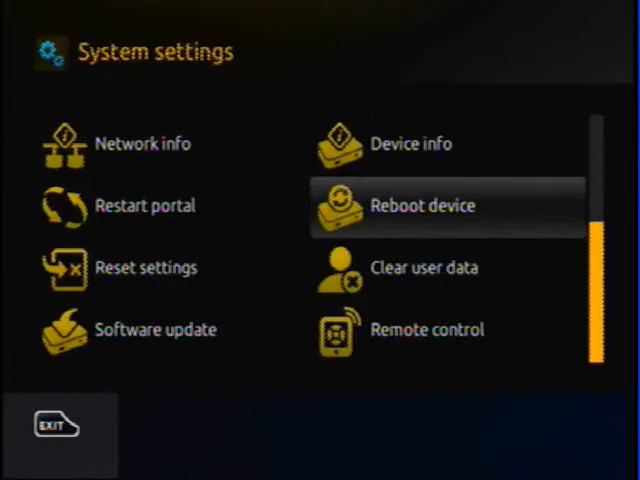 System settings
Network info
Device info
Restart portal
Reboot device
Reset settings
Clear user data
Software update
Remote control
EXIT